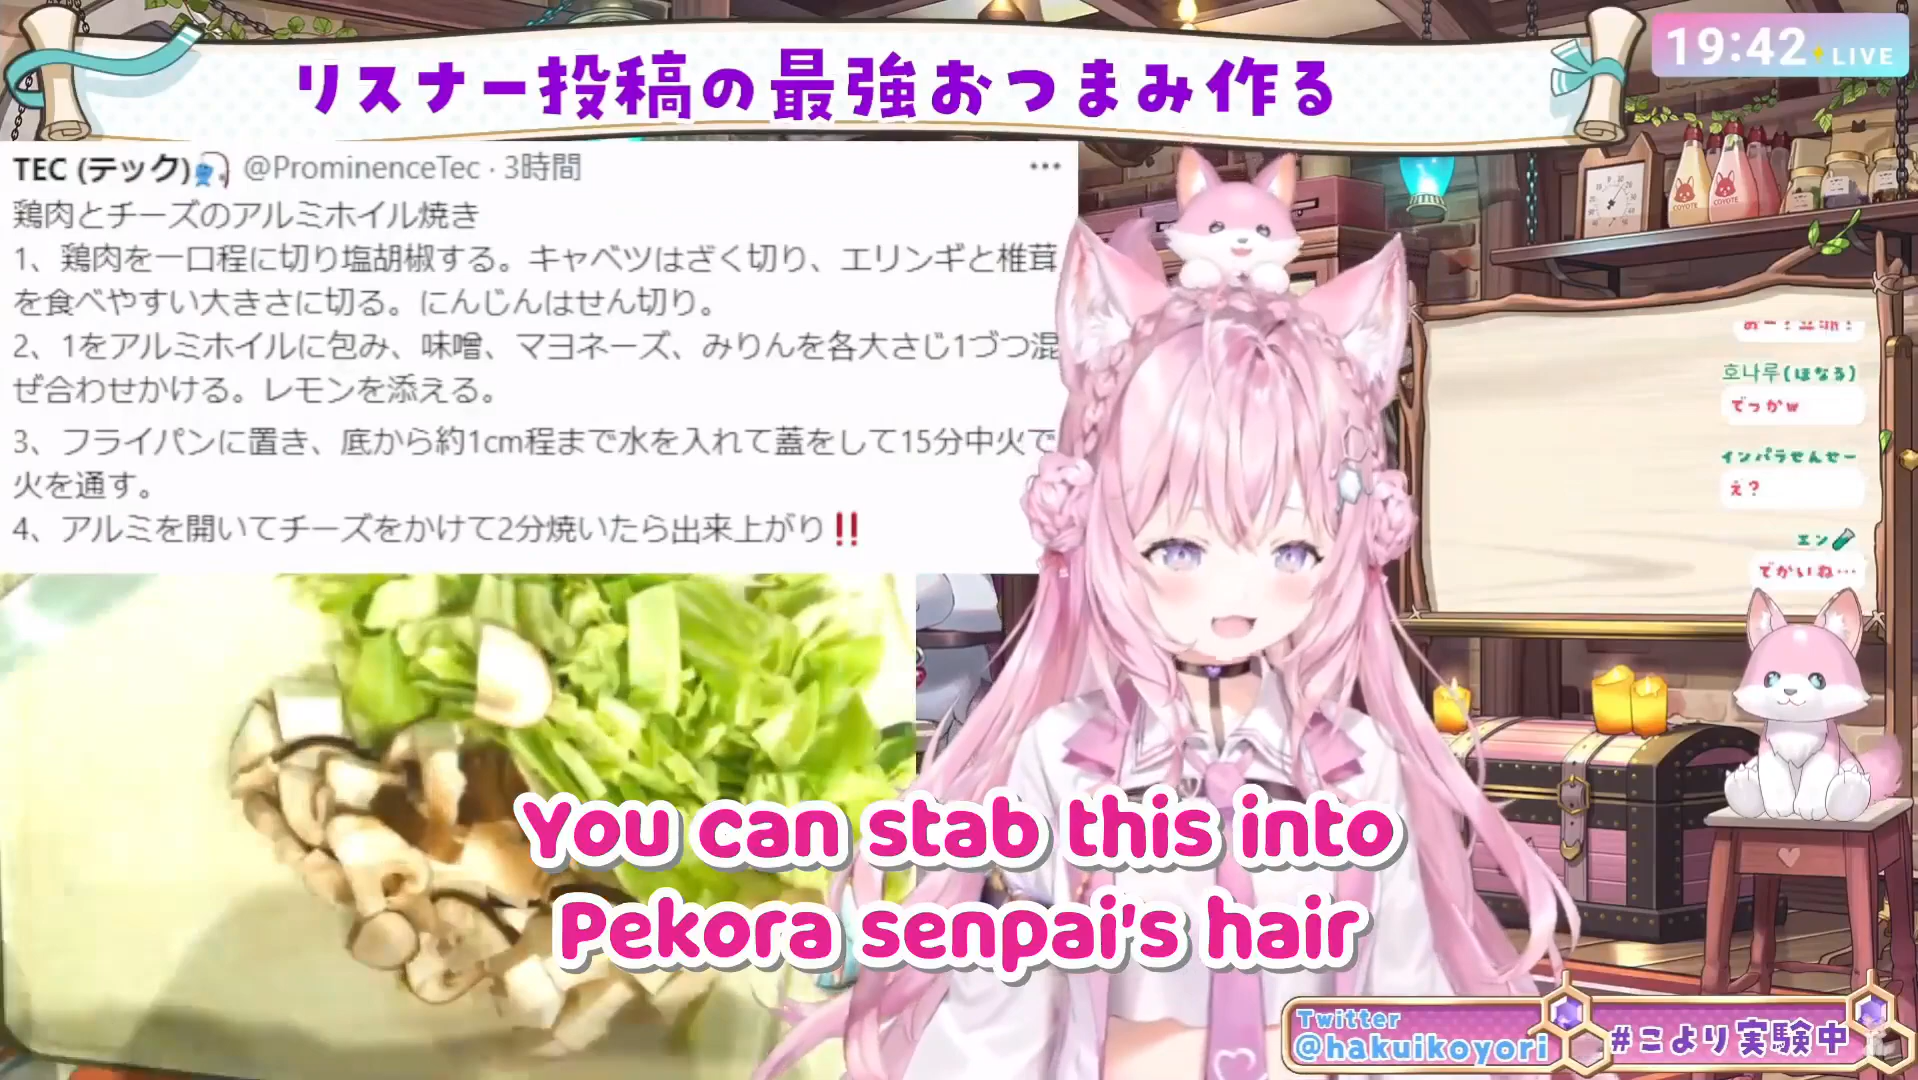 リスナー投稿の最強おつまみ作る
19:42 LIVE
TEC (テック) @ProminenceTec · 3時間
鶏肉とチーズのアルミホイル焼き
1、鶏肉を一口程に切り塩胡椒する。キャベツはざく切り、エリンギと椎茸
を食べやすい大きさに切る。にんじんはせん切り。
2、1をアルミホイルに包み、味噌、マヨネーズ、みりんを各大さじ1づつ混
ぜ合わせかける。レモンを添える。
3、フライパンに置き、底から約1cm程まで水を入れて蓋をして15分中火で
火を通す。
4、アルミを開いてチーズをかけて2分焼いたら出来上がり‼
호나루(ほなる)
でっかw
インパラせんせー
え?
エン
でかいね…
COYOTE
COYOTE
You can stab this into
Pekora senpai's hair
Twitter
@hakuikoyori
#こより実験中